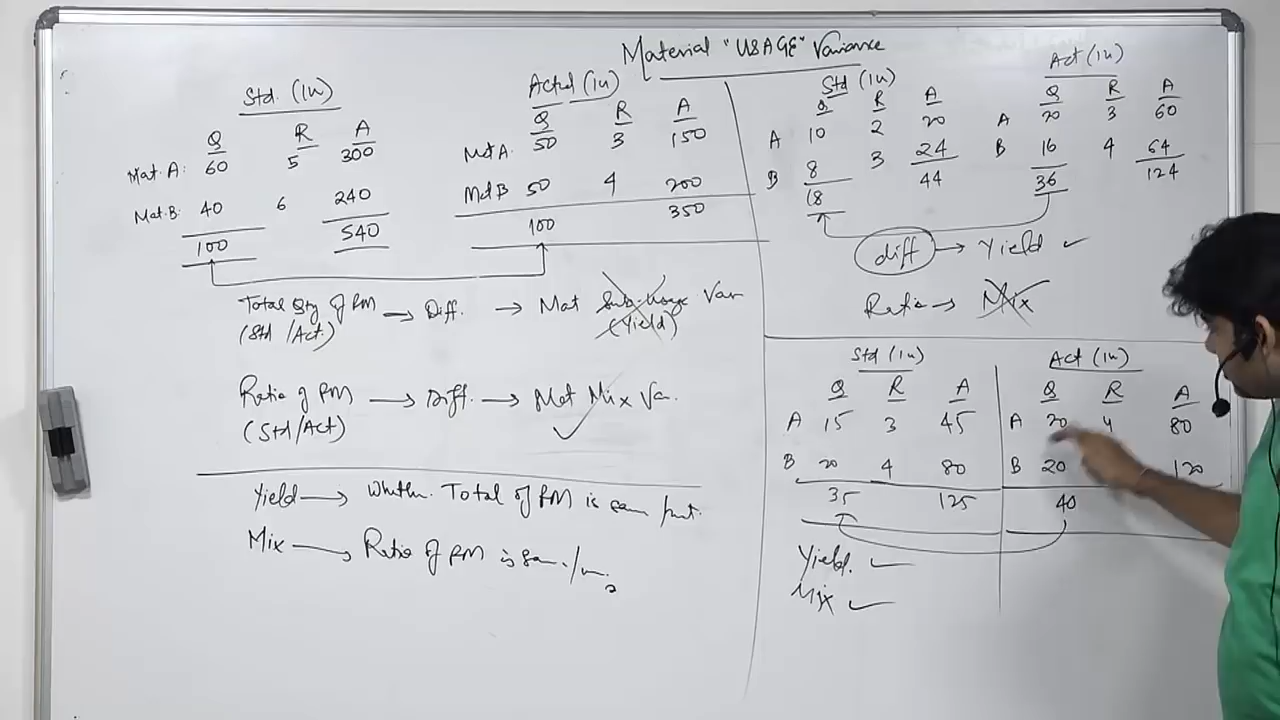 Material "USAGE" Variance
Std. (1u)
Q R A
Mat. A: 60 5 300
Mat. B: 40 6 240
100 540
Actual (1u)
Q R A
Mat A. 50 3 150
Mat B 50 4 200
100 350
Total Qty of RM → Diff. → Mat Sub-Usage Var
(Std /Act.) (Yield)
Ratio of RM → Diff. → Mat Mix Var.
(Std/Act)
Yield → Whether Total of RM is same / not.
Mix → Ratio of RM is same /
Std (1u)
Q R A
A 10 2 20
B 8 3 24
18 44
Act (1u)
Q R A
A 20 3 60
B 16 4 64
36 124
diff → Yield ✓
Ratio → Mix
Std (1u)
Q R A
A 15 3 45
B 20 4 80
35 125
Act (1u)
Q R A
A 20 4 80
B 20 120
40
Yield. ✓
Mix ✓